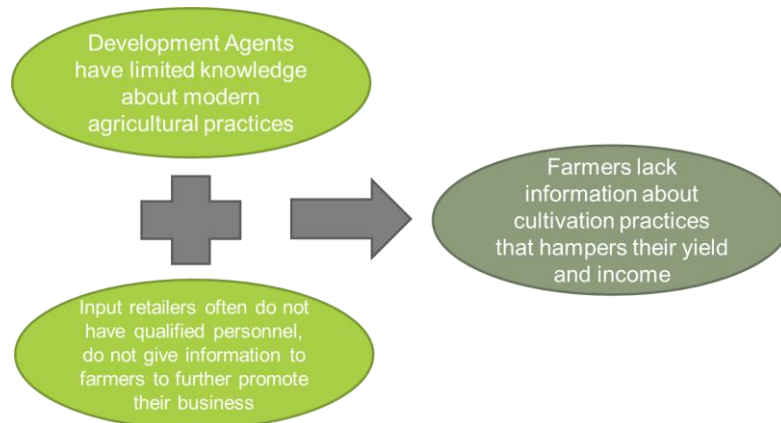 Development Agents
have limited knowledge
about modern
agricultural practices
Input retailers often do not
have qualified personnel,
do not give information to
farmers to further promote
their business
Farmers lack
information about
cultivation practices
that hampers their yield
and income